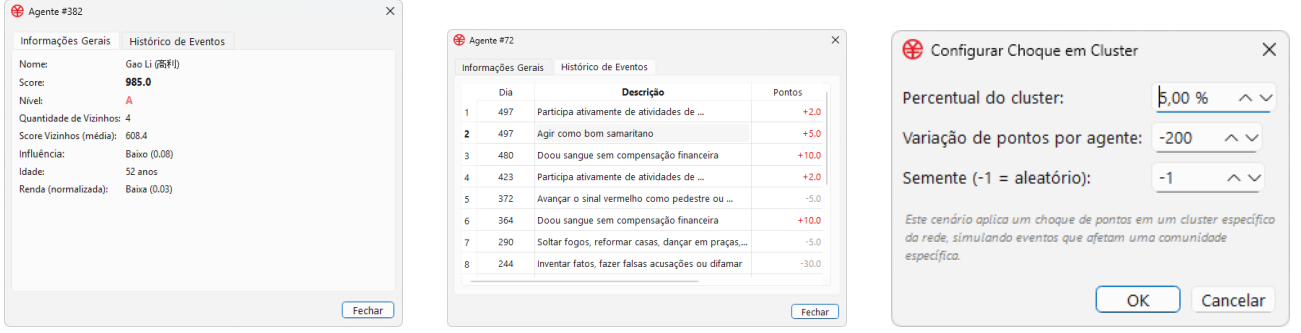 Agente #382
Informações Gerais Histórico de Eventos
Nome: Gao Li (高利)
Score: 985.0
Nível: A
Quantidade de Vizinhos: 4
Score Vizinhos (média): 608.4
Influência: Baixo (0.08)
Idade: 52 anos
Renda (normalizada): Baixa (0.03)
Fechar
Agente #72
Informações Gerais Histórico de Eventos
Dia Descrição Pontos
1 497 Participa ativamente de atividades de ... +2.0
2 497 Agir como bom samaritano +5.0
3 480 Doou sangue sem compensação financeira +10.0
4 423 Participa ativamente de atividades de ... +2.0
5 372 Avançar o sinal vermelho como pedestre ou ... -5.0
6 364 Doou sangue sem compensação financeira +10.0
7 290 Soltar fogos, reformar casas, dançar em praças,... -5.0
8 244 Inventar fatos, fazer falsas acusações ou difamar -30.0
Fechar
Configurar Choque em Cluster
Percentual do cluster: 5,00 %
Variação de pontos por agente: -200
Semente (-1 = aleatório): -1
Este cenário aplica um choque de pontos em um cluster específico
da rede, simulando eventos que afetam uma comunidade
específica.
OK Cancelar